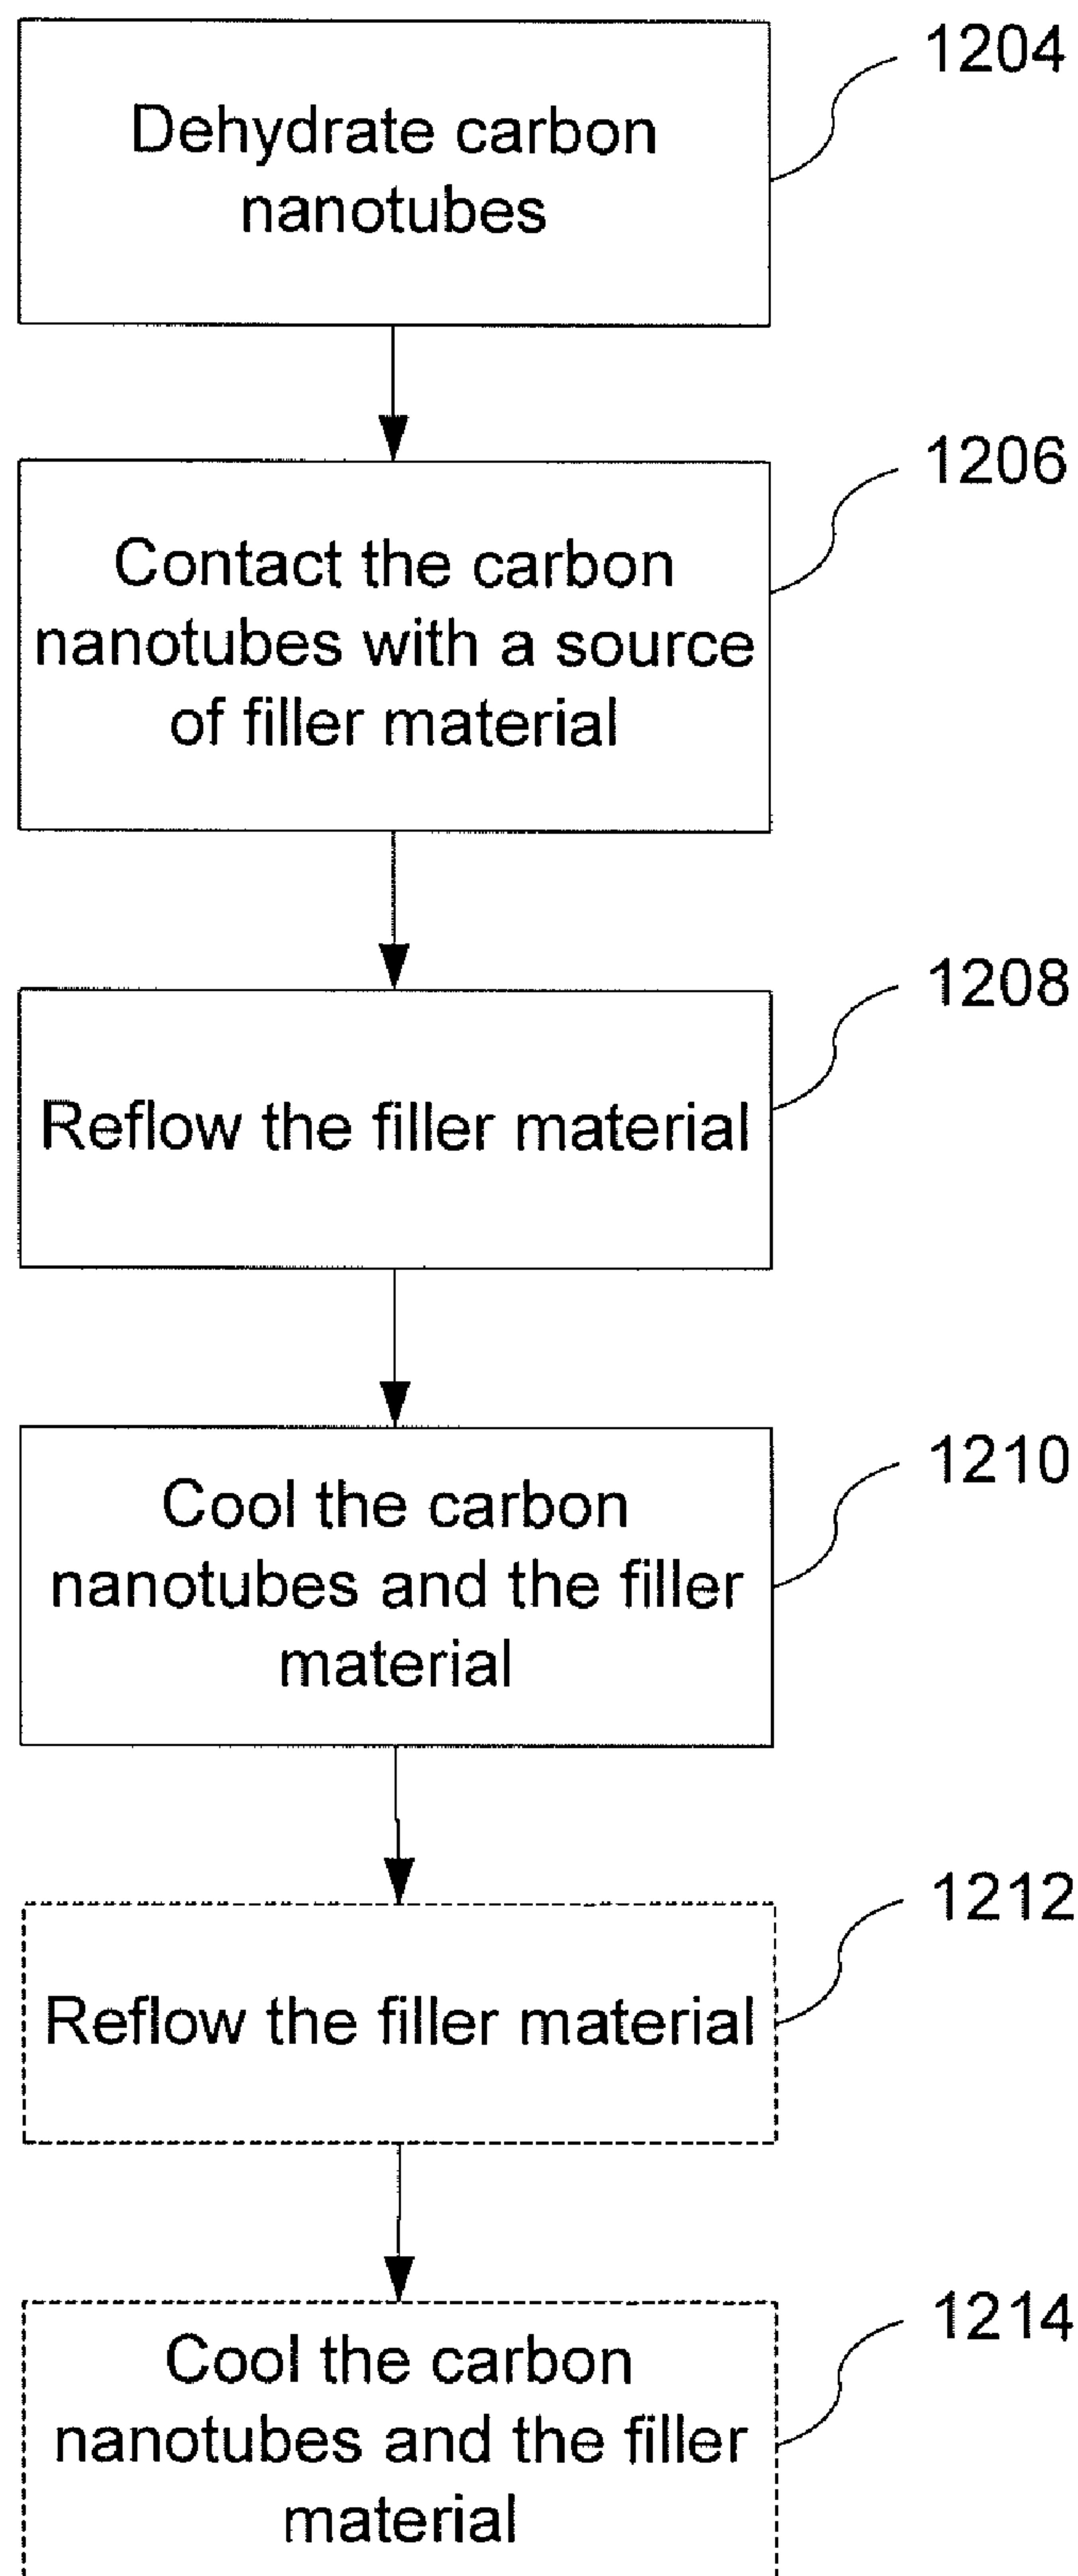 1204
Dehydrate carbon
nanotubes
1206
Contact the carbon
nanotubes with a source
of filler material
1208
Reflow the filler material
1210
Cool the carbon
nanotubes and the filler
material
1212
Reflow the filler material
1214
Cool the carbon
nanotubes and the filler
material